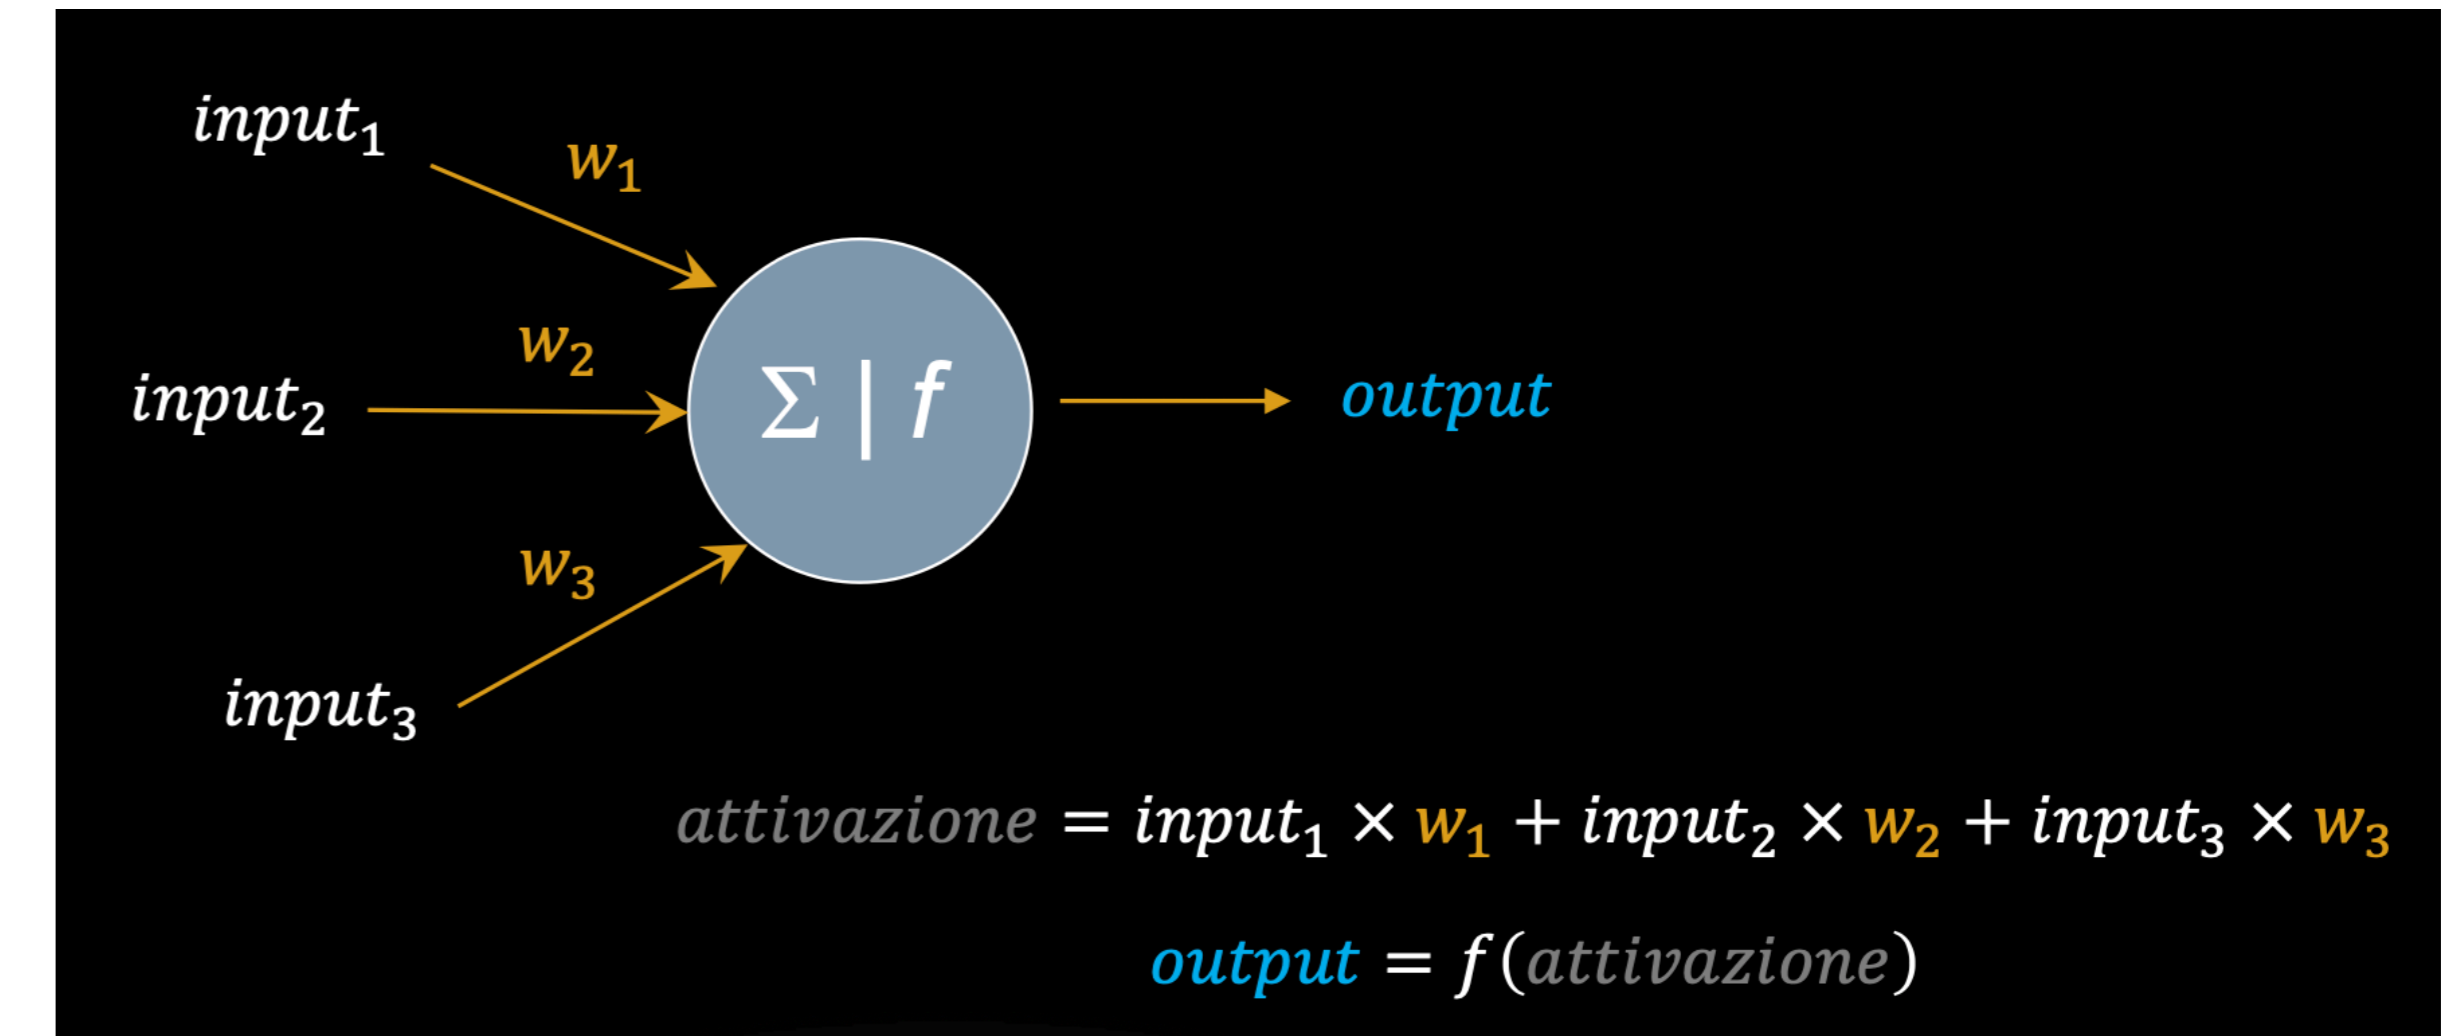 input₁
w₁
w₂
input₂
Σ | f
output
w₃
input₃
attivazione = input₁ × w₁ + input₂ × w₂ + input₃ × w₃
output = f(attivazione)